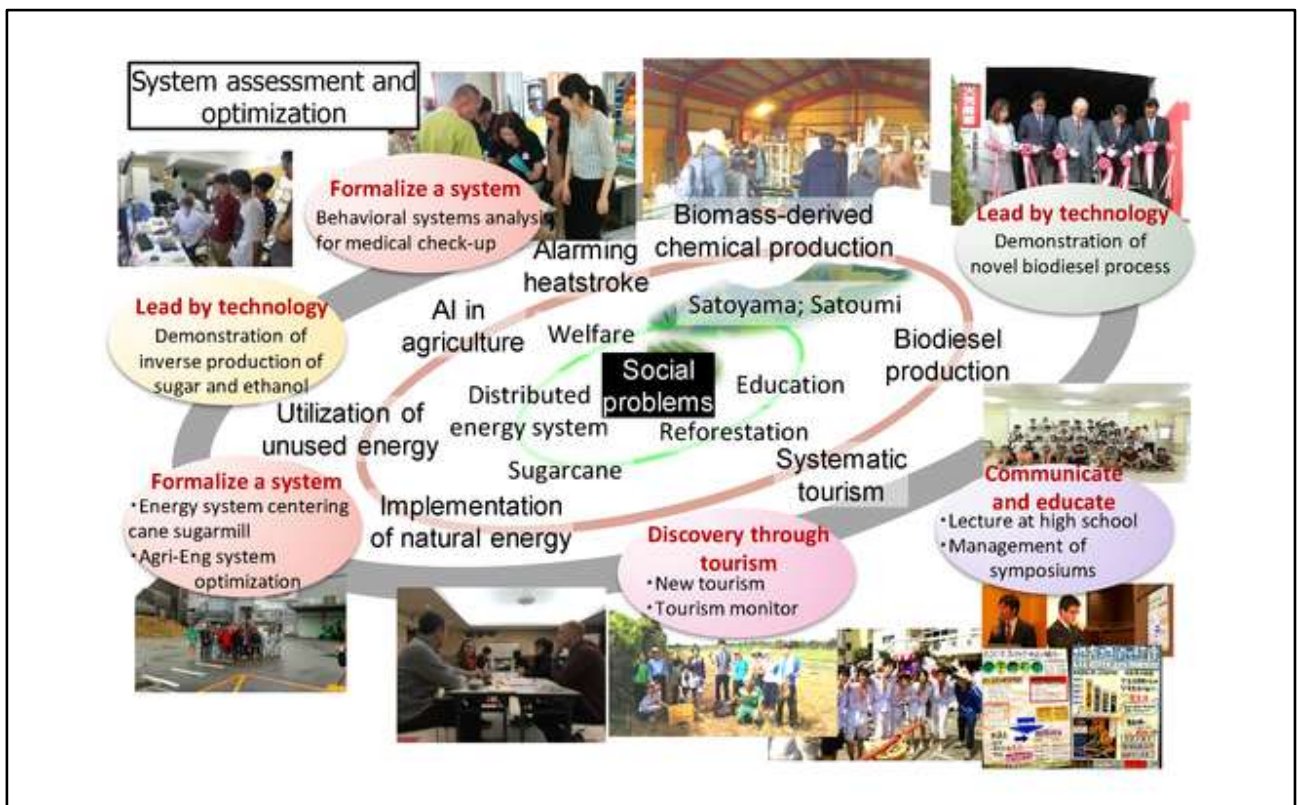 System assessment and
optimization
Formalize a system
Behavioral systems analysis
for medical check-up
Alarming
heatstroke
Biomass-derived
chemical production
Lead by technology
Demonstration of
novel biodiesel process
Lead by technology
Demonstration of
inverse production of
sugar and ethanol
AI in
agriculture
Welfare
Satoyama; Satoumi
Biodiesel
production
Social
problems
Education
Distributed
energy system
Reforestation
Utilization of
unused energy
Sugarcane
Systematic
tourism
Formalize a system
・Energy system centering
cane sugarmill
・Agri-Eng system
optimization
Implementation
of natural energy
Discovery through
tourism
・New tourism
・Tourism monitor
Communicate
and educate
・Lecture at high school
・Management of
symposiums